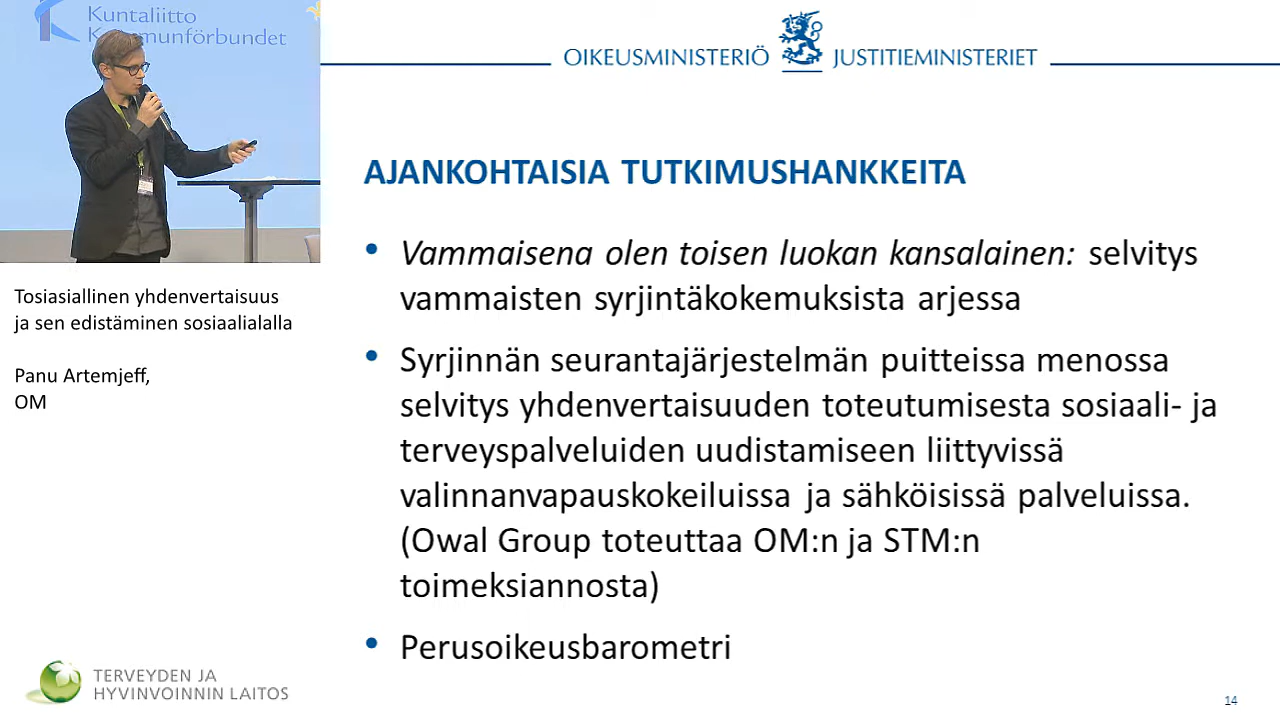 Kuntaliitto
Kommunförbundet
OIKEUSMINISTERIÖ JUSTITIEMINISTERIET
AJANKOHTAISIA TUTKIMUSHANKKEITA
• Vammaisena olen toisen luokan kansalainen: selvitys
vammaisten syrjintäkokemuksista arjessa
• Syrjinnän seurantajärjestelmän puitteissa menossa
selvitys yhdenvertaisuuden toteutumisesta sosiaali- ja
terveyspalveluiden uudistamiseen liittyvissä
valinnanvapauskokeiluissa ja sähköisissä palveluissa.
(Owal Group toteuttaa OM:n ja STM:n
toimeksiannosta)
• Perusoikeusbarometri
Tosiasiallinen yhdenvertaisuus
ja sen edistäminen sosiaalialalla
Panu Artemjeff,
OM
TERVEYDEN JA
HYVINVOINNIN LAITOS
14